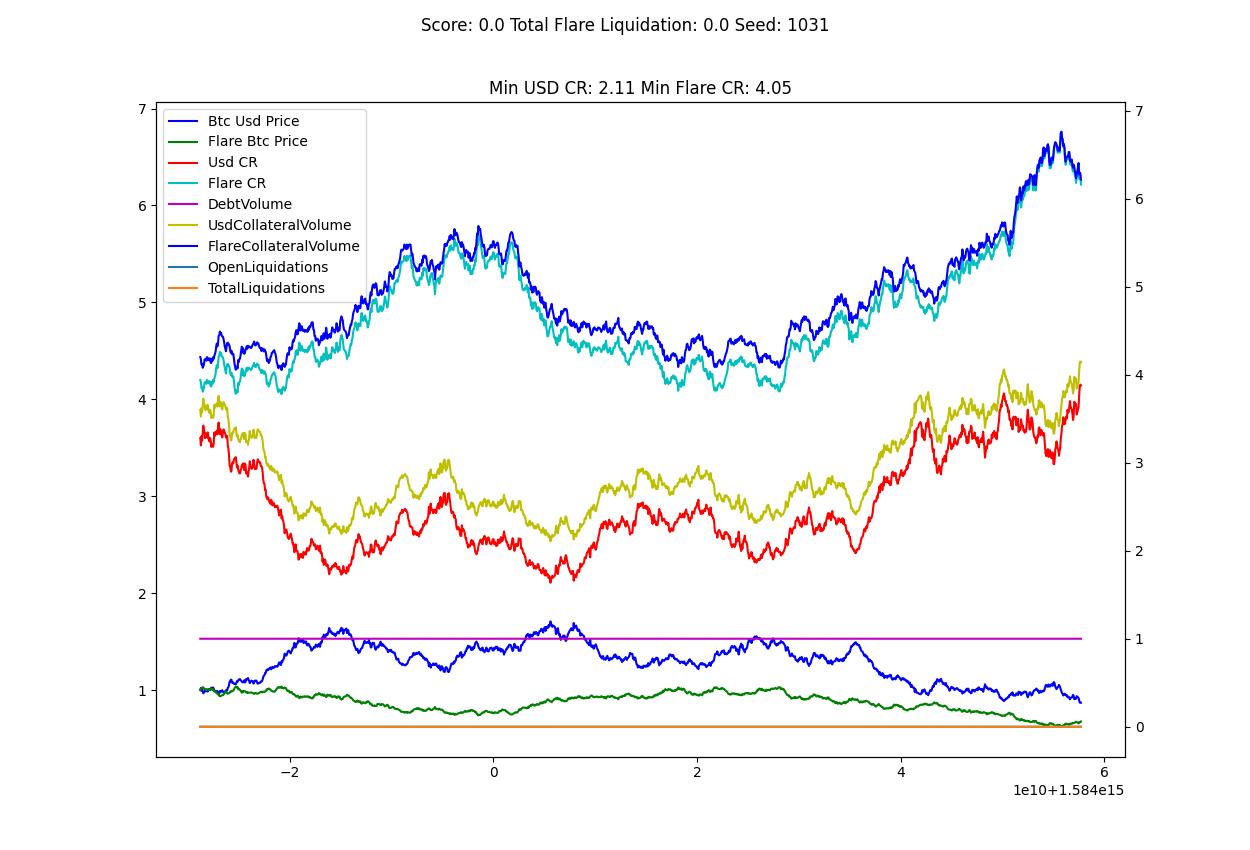 Score: 0.0 Total Flare Liquidation: 0.0 Seed: 1031
Min USD CR: 2.11 Min Flare CR: 4.05
Btc Usd Price
Flare Btc Price
Usd CR
Flare CR
DebtVolume
UsdCollateralVolume
FlareCollateralVolume
OpenLiquidations
TotalLiquidations
7
6
5
4
3
2
1
7
6
5
4
3
2
1
0
−2
0
2
4
6
1e10+1.584e15